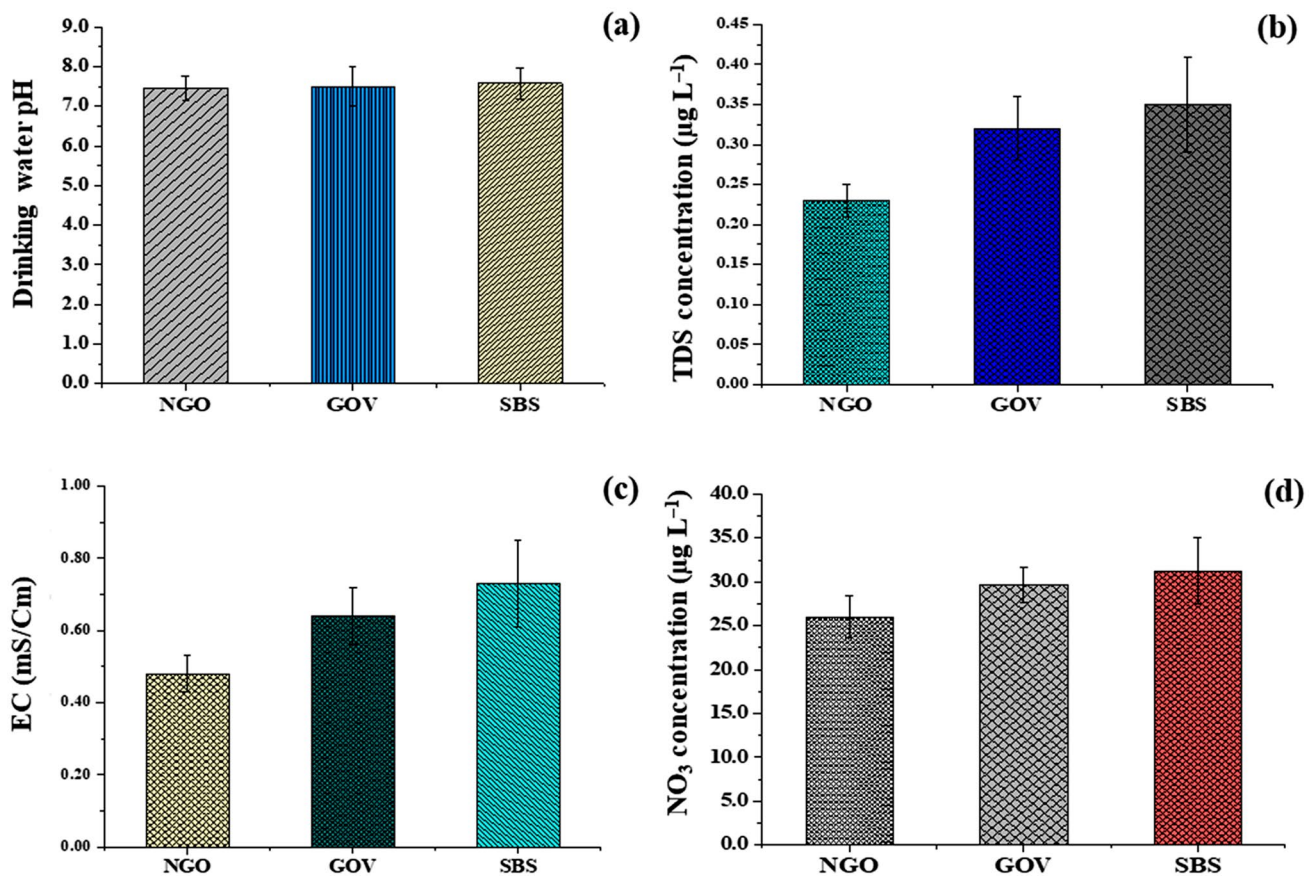 (a)
Drinking water pH
9.0
8.0
7.0
6.0
5.0
4.0
3.0
2.0
1.0
0.0
NGO GOV SBS
(b)
TDS concentration (µg L⁻¹)
0.45
0.40
0.35
0.30
0.25
0.20
0.15
0.10
0.05
0.00
NGO GOV SBS
(c)
EC (mS/Cm)
1.00
0.80
0.60
0.40
0.20
0.00
NGO GOV SBS
(d)
NO₃ concentration (µg L⁻¹)
40.0
35.0
30.0
25.0
20.0
15.0
10.0
5.0
0.0
NGO GOV SBS